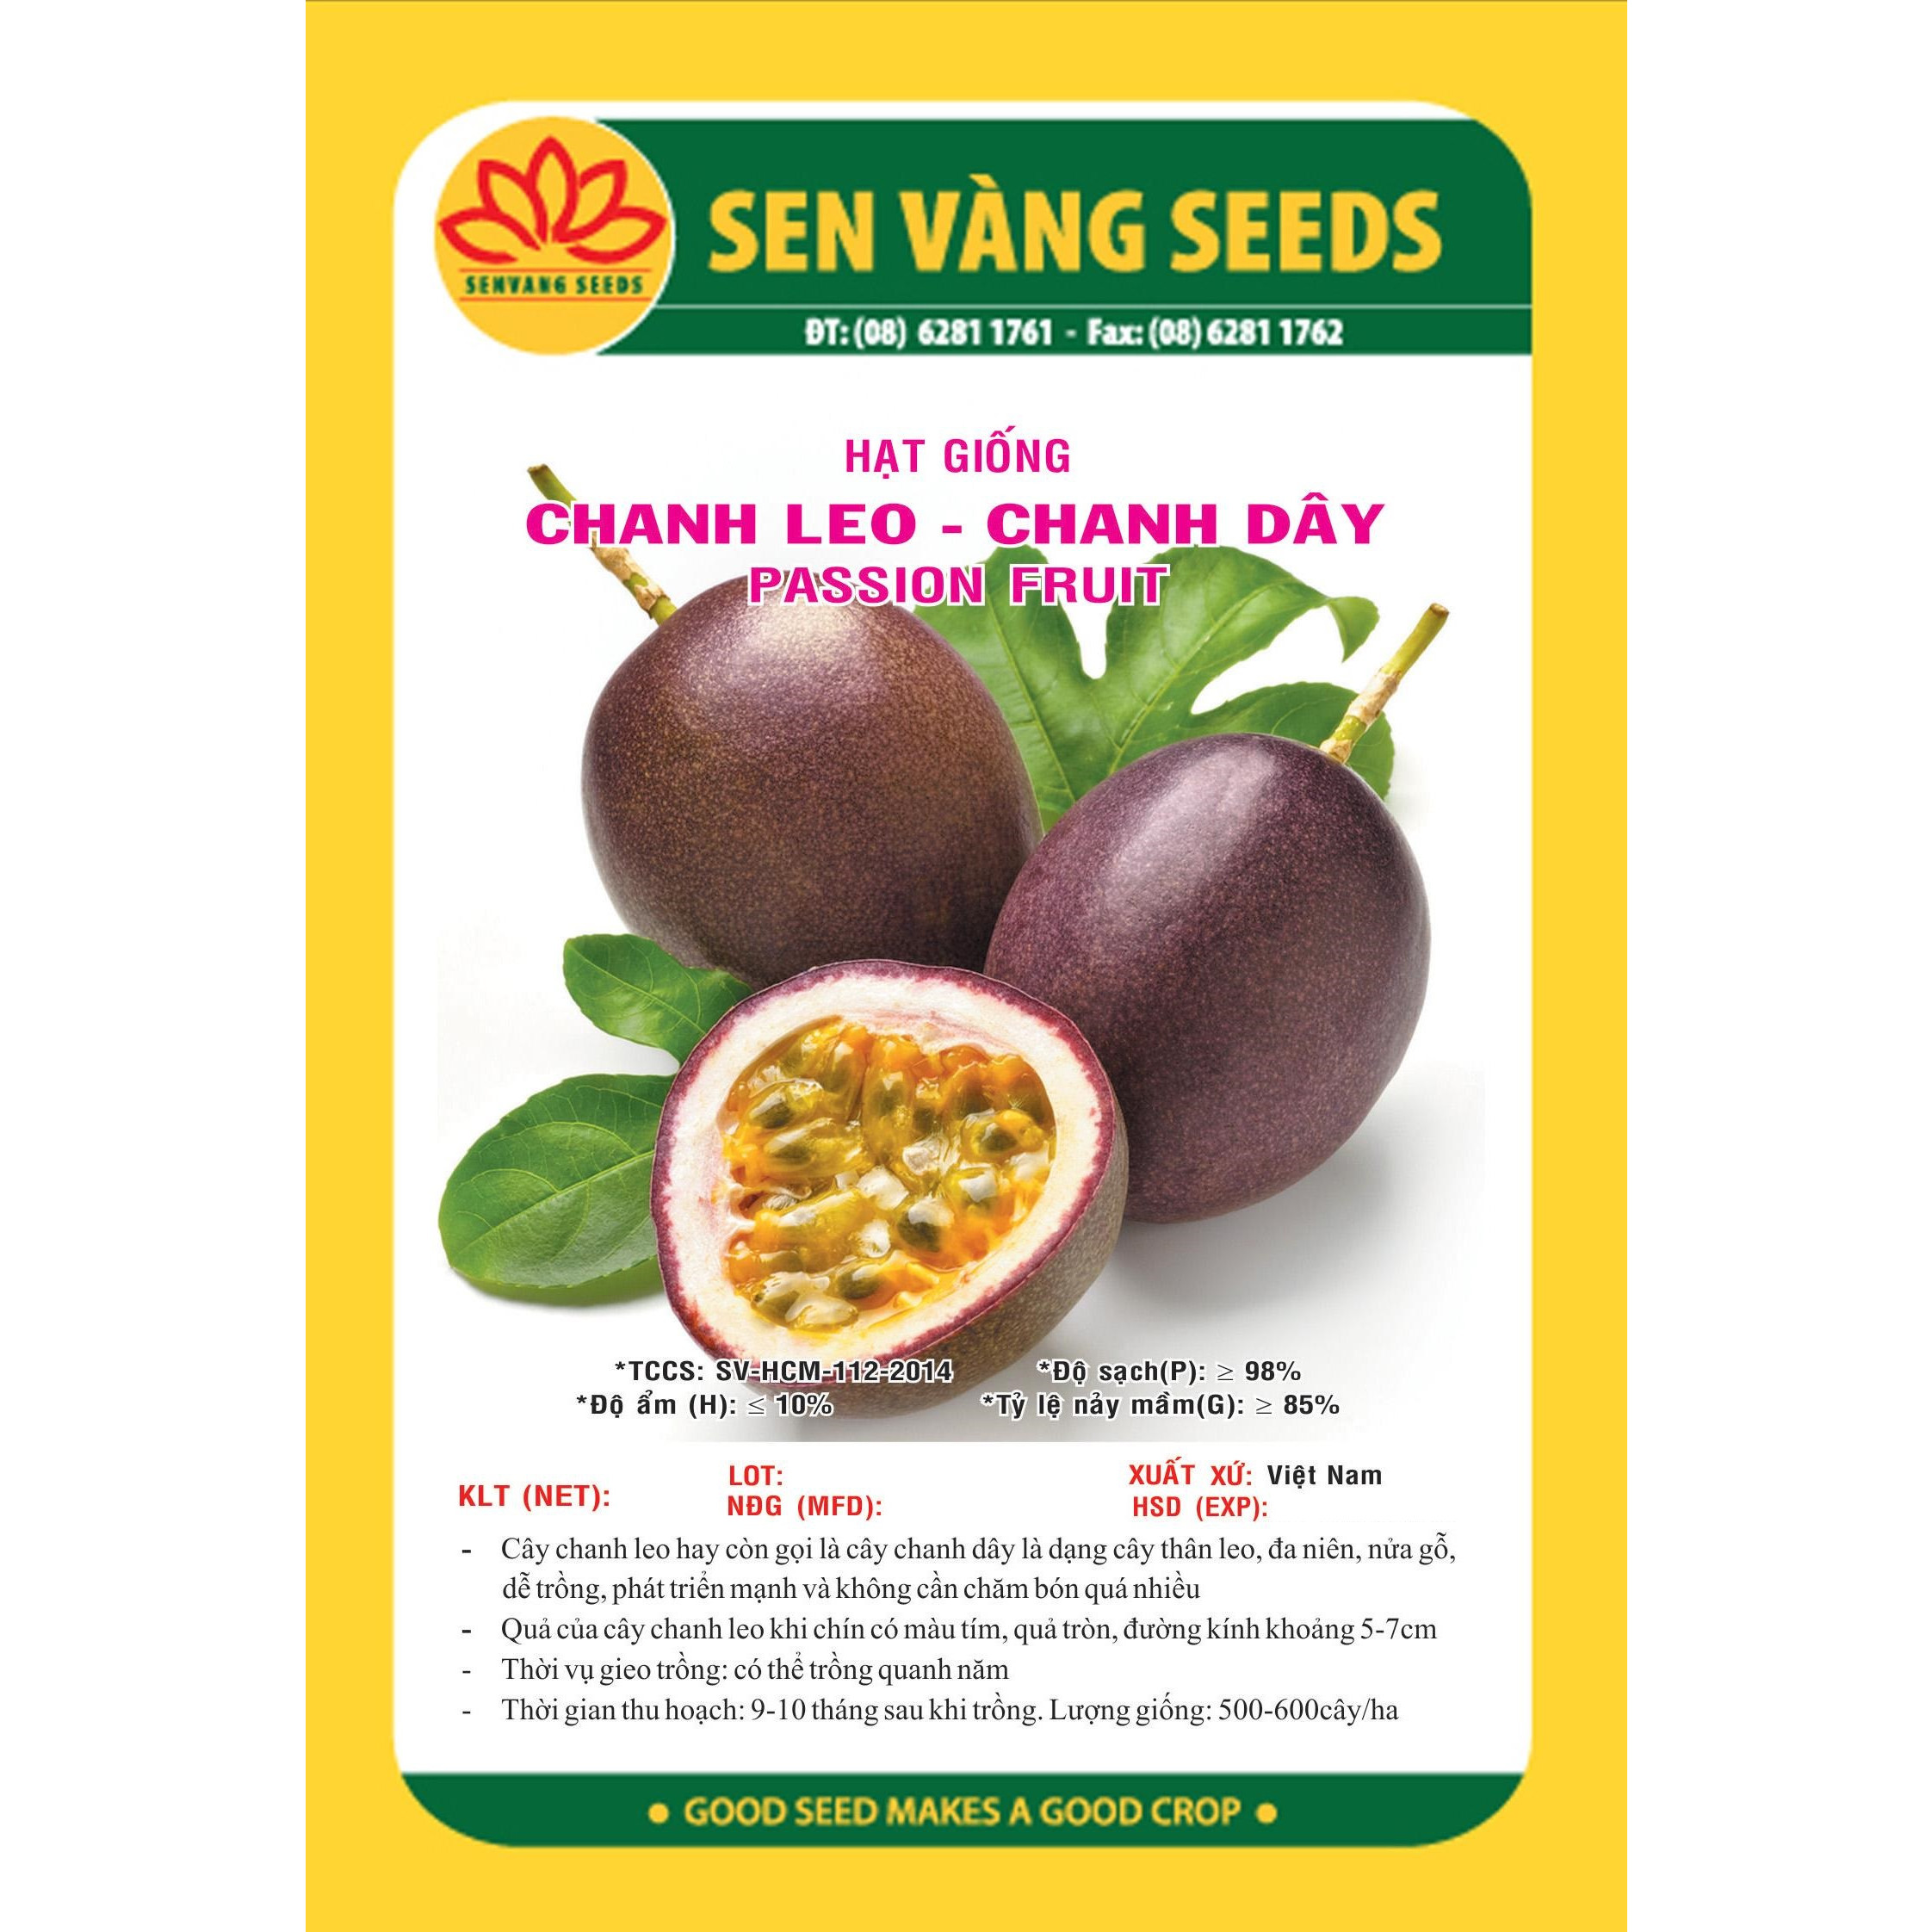 SENVANG SEEDS
SEN VÀNG SEEDS
ĐT: (08) 6281 1761 - Fax: (08) 6281 1762
HẠT GIỐNG
CHANH LEO - CHANH DÂY
PASSION FRUIT
*TCCS: SV-HCM-112-2014 *Độ sạch(P): ≥ 98%
*Độ ẩm (H): ≤ 10% *Tỷ lệ nảy mầm(G): ≥ 85%
KLT (NET):
LOT:
NĐG (MFD):
XUẤT XỨ: Việt Nam
HSD (EXP):
- Cây chanh leo hay còn gọi là cây chanh dây là dạng cây thân leo, đa niên, nửa gỗ,
dễ trồng, phát triển mạnh và không cần chăm bón quá nhiều
- Quả của cây chanh leo khi chín có màu tím, quả tròn, đường kính khoảng 5-7cm
- Thời vụ gieo trồng: có thể trồng quanh năm
- Thời gian thu hoạch: 9-10 tháng sau khi trồng. Lượng giống: 500-600cây/ha
• GOOD SEED MAKES A GOOD CROP •